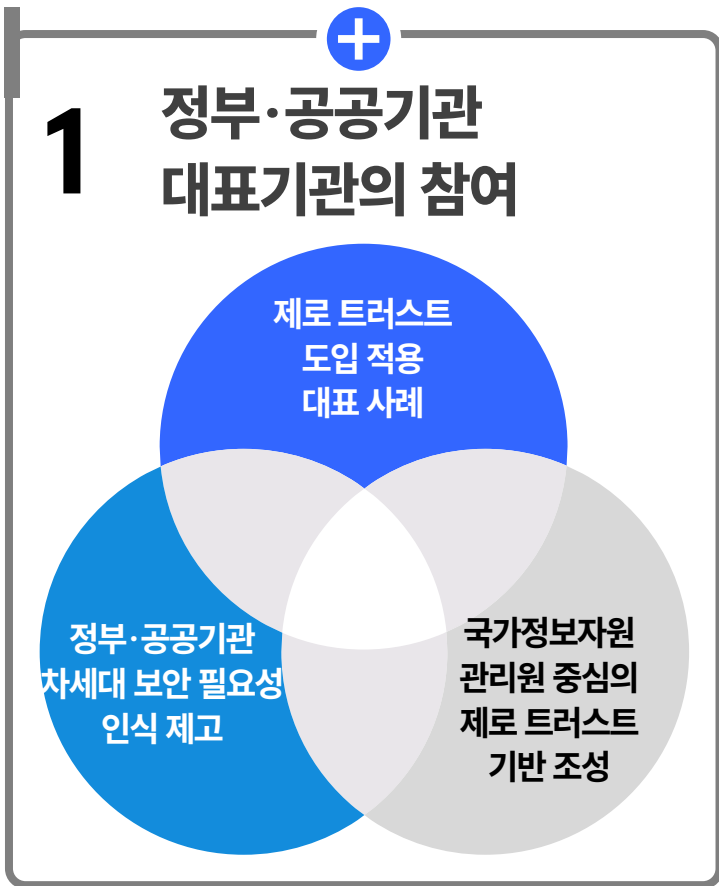 1
정부·공공기관
대표기관의 참여
제로 트러스트
도입 적용
대표 사례
정부·공공기관
차세대 보안 필요성
인식 제고
국가정보자원
관리원 중심의
제로 트러스트
기반 조성